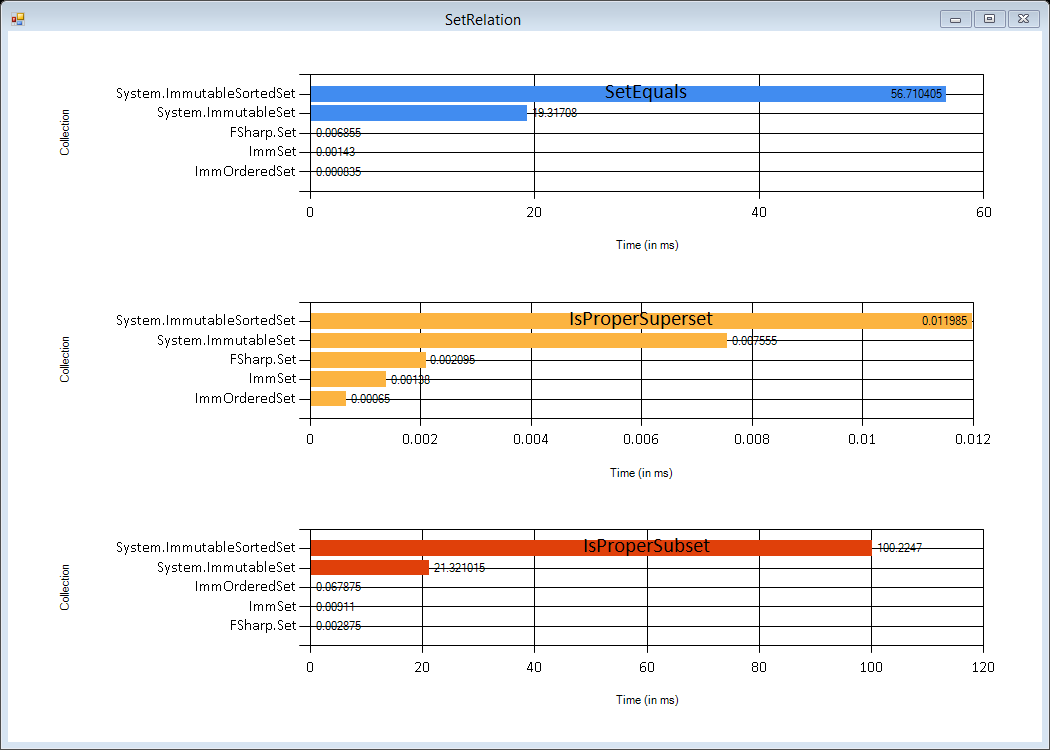 SetRelation
SetEquals
Collection
System.ImmutableSortedSet 56.710405
System.ImmutableSet 19.31708
FSharp.Set 0.006855
ImmSet 0.00143
ImmOrderedSet 0.000835
0 20 40 60
Time (in ms)
IsProperSuperset
Collection
System.ImmutableSortedSet 0.011985
System.ImmutableSet 0.007555
FSharp.Set 0.002095
ImmSet 0.00138
ImmOrderedSet 0.00065
0 0.002 0.004 0.006 0.008 0.01 0.012
Time (in ms)
IsProperSubset
Collection
System.ImmutableSortedSet 100.2247
System.ImmutableSet 21.321015
ImmOrderedSet 0.067875
ImmSet 0.00911
FSharp.Set 0.002875
0 20 40 60 80 100 120
Time (in ms)